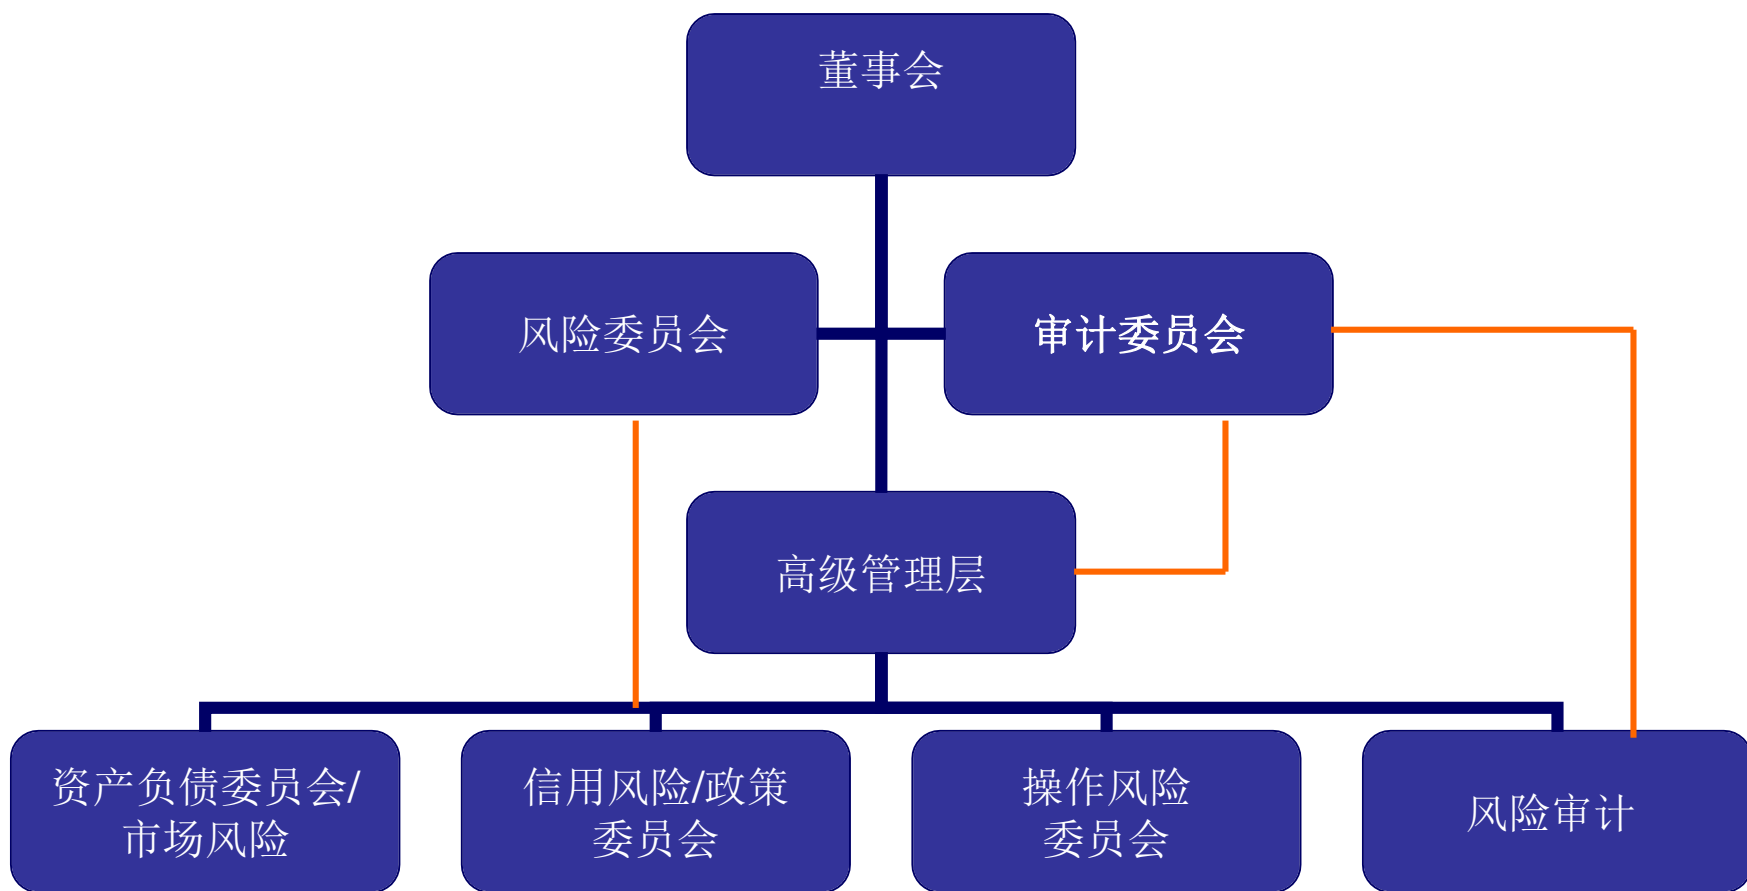 董事会
风险委员会
审计委员会
高级管理层
资产负债委员会/
市场风险
信用风险/政策
委员会
操作风险
委员会
风险审计